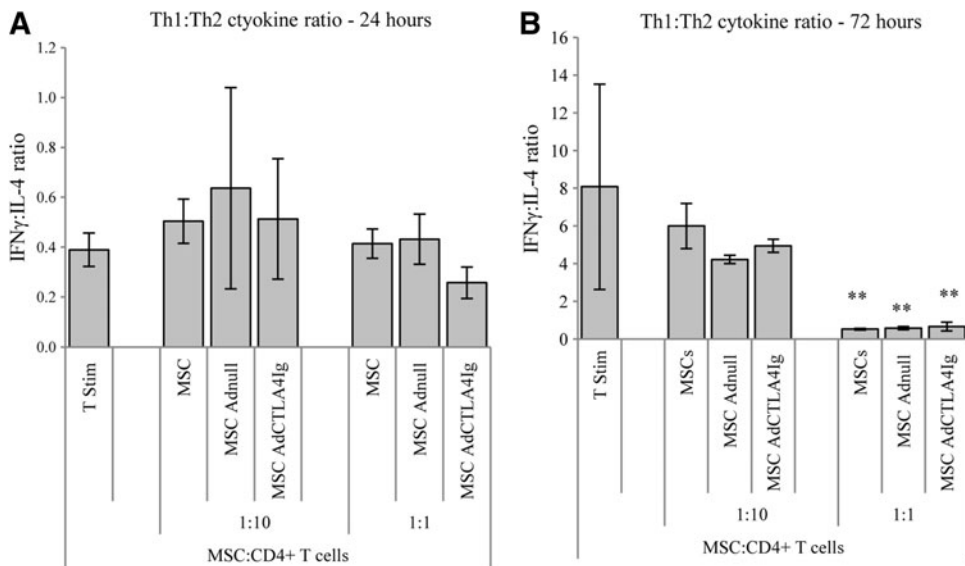 A
Th1:Th2 ctyokine ratio - 24 hours
IFNγ:IL-4 ratio
1.2
1.0
0.8
0.6
0.4
0.2
0.0
T Stim
MSC
MSC Adnull
MSC AdCTLA4Ig
MSC
MSC Adnull
MSC AdCTLA4Ig
1:10
1:1
MSC:CD4+ T cells
B
Th1:Th2 cytokine ratio - 72 hours
IFNγ:IL-4 ratio
16
14
12
10
8
6
4
2
0
**
**
**
T Stim
MSCs
MSC Adnull
MSC AdCTLA4Ig
MSCs
MSC Adnull
MSC AdCTLA4Ig
1:10
1:1
MSC:CD4+ T cells